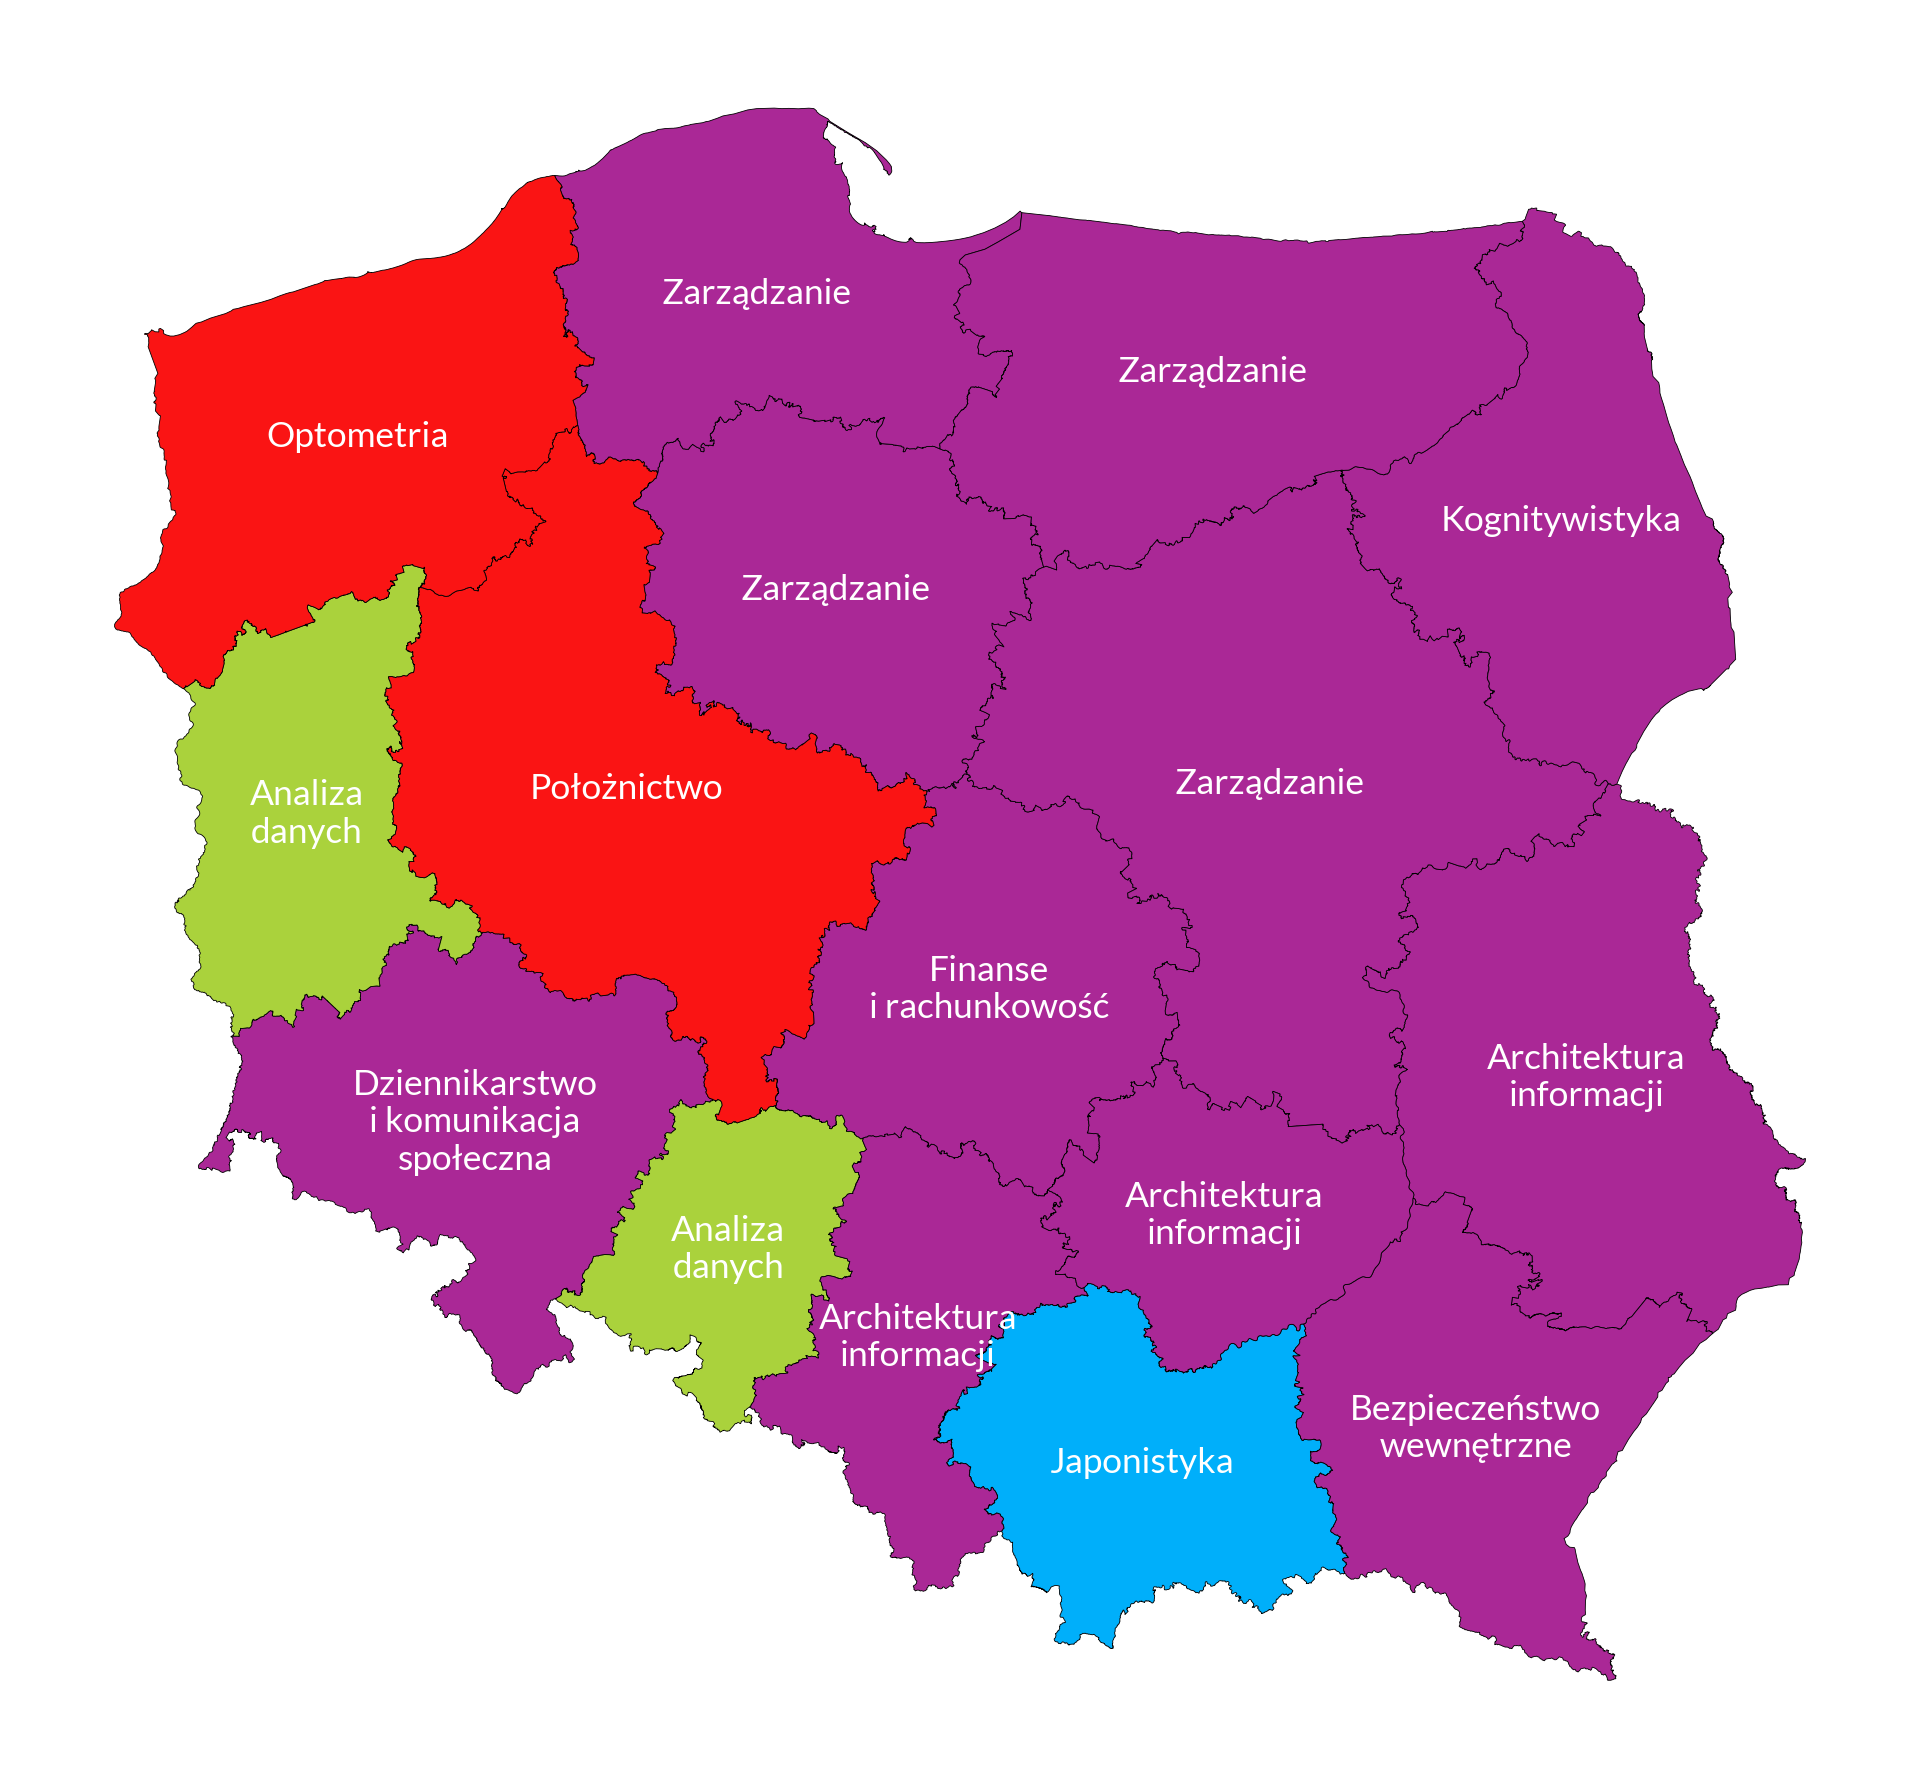 Zarządzanie
Zarządzanie
Optometria
Kognitywistyka
Zarządzanie
Zarządzanie
Położnictwo
Analiza
danych
Finanse
i rachunkowość
Architektura
informacji
Dziennikarstwo
i komunikacja
społeczna
Architektura
informacji
Analiza
danych
Architektura
informacji
Bezpieczeństwo
wewnętrzne
Japonistyka